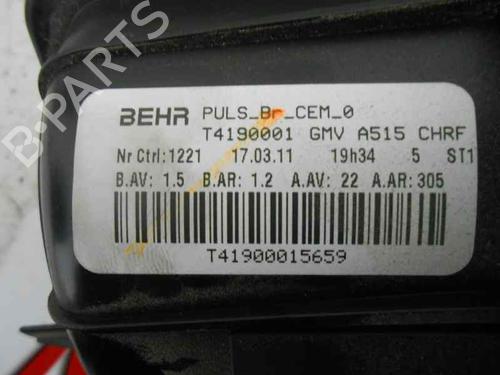 BEHR PULS_Br_CEM_0
T4190001 GMV A515 CHRF
Nr Ctrl:1221 17.03.11 19h34 5 ST1
B.AV: 1.5 B.AR: 1.2 A.AV: 22 A.AR: 305
T41900015659
B-PARTS